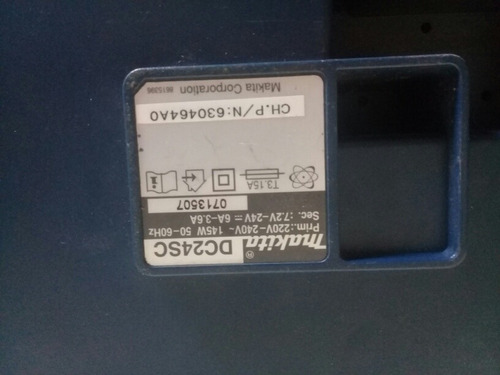 makita® DC24SC
Prim.:220V-240V~ 145W 50-60Hz
Sec.:7.2V-24V ⎓ 6A-3.6A
0713507
T3.15A
CH.P/N:630464A0
Makita Corporation 8615396